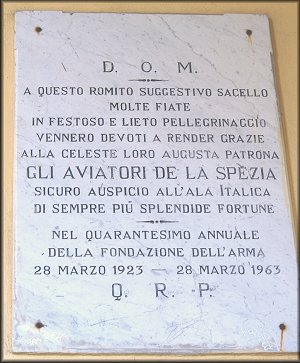 D. O. M.
A QUESTO ROMITO SUGGESTIVO SACELLO
MOLTE FIATE
IN FESTOSO E LIETO PELLEGRINAGGIO
VENNERO DEVOTI A RENDER GRAZIE
ALLA CELESTE LORO AUGUSTA PATRONA
GLI AVIATORI DE LA SPEZIA
SICURO AUSPICIO ALL'ALA ITALICA
DI SEMPRE PIÚ SPLENDIDE FORTUNE
NEL QUARANTESIMO ANNUALE
DELLA FONDAZIONE DELL'ARMA
28 MARZO 1923 — 28 MARZO 1963
Q. R. P.